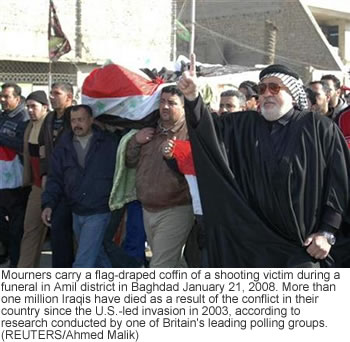 Mourners carry a flag-draped coffin of a shooting victim during a
funeral in Amil district in Baghdad January 21, 2008. More than
one million Iraqis have died as a result of the conflict in their
country since the U.S.-led invasion in 2003, according to
research conducted by one of Britain's leading polling groups.
(REUTERS/Ahmed Malik)